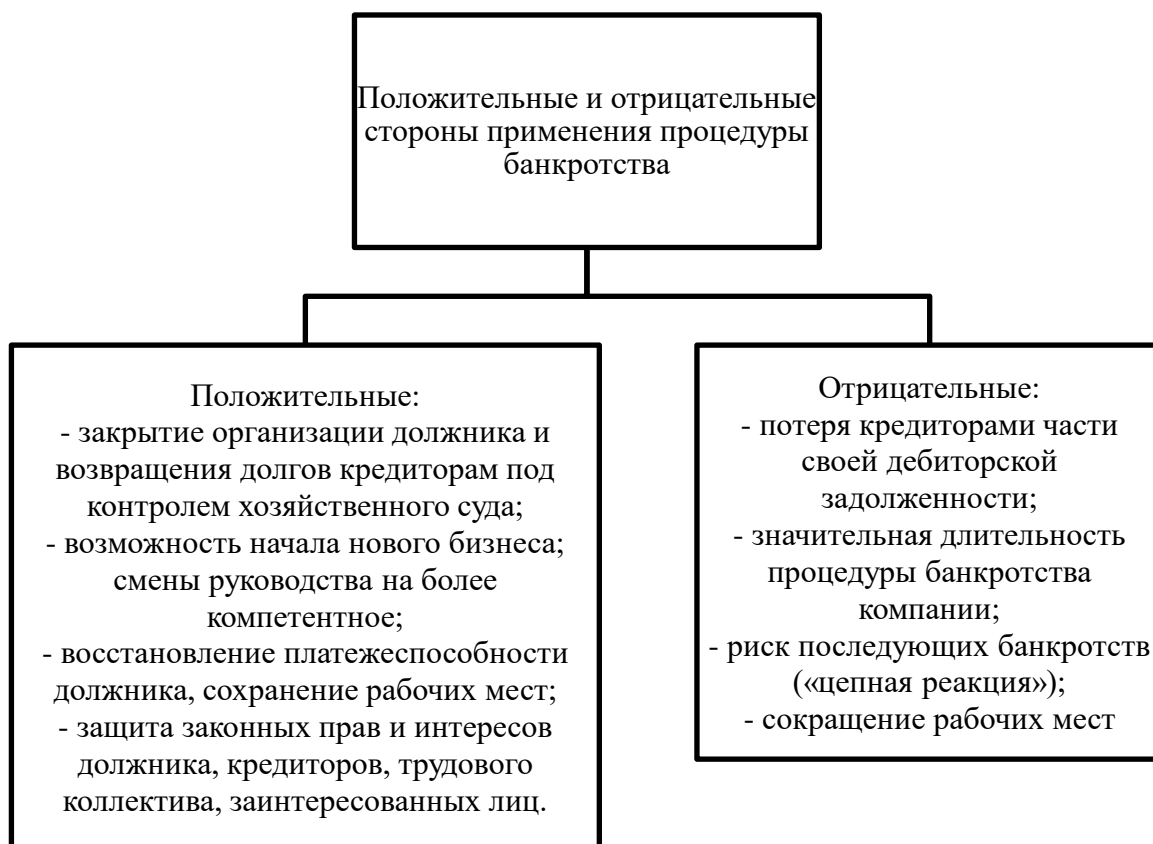 Положительные и отрицательные
стороны применения процедуры
банкротства
Положительные:
- закрытие организации должника и
возвращения долгов кредиторам под
контролем хозяйственного суда;
- возможность начала нового бизнеса;
смены руководства на более
компетентное;
- восстановление платежеспособности
должника, сохранение рабочих мест;
- защита законных прав и интересов
должника, кредиторов, трудового
коллектива, заинтересованных лиц.
Отрицательные:
- потеря кредиторами части
своей дебиторской
задолженности;
- значительная длительность
процедуры банкротства
компании;
- риск последующих банкротств
(«цепная реакция»);
- сокращение рабочих мест